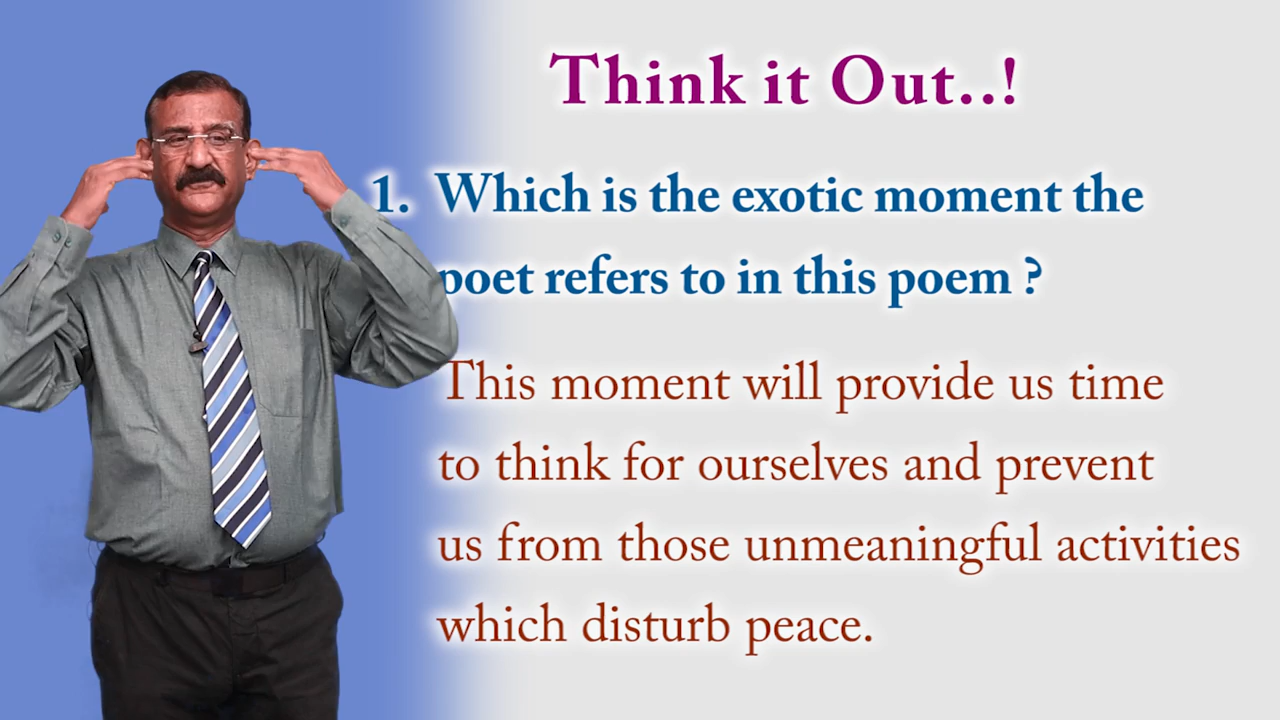 Think it Out..!
1. Which is the exotic moment the
poet refers to in this poem ?
This moment will provide us time
to think for ourselves and prevent
us from those unmeaningful activities
which disturb peace.